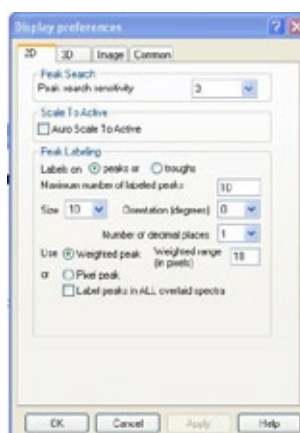 Display preferences
2D 3D Image Common
Peak Search
Peak search sensitivity 3
Scale To Active
Auro Scale To Active
Peak Labeling
Labels on peaks or troughs
Maximum number of labeled peaks 10
Size 10 Orientation (degrees) 0
Number of decimal places 1
Use Weighted peak Weighted range (in pixels) 18
or Pixel peak
Label peaks in ALL overlaid spectra
OK Cancel Apply Help